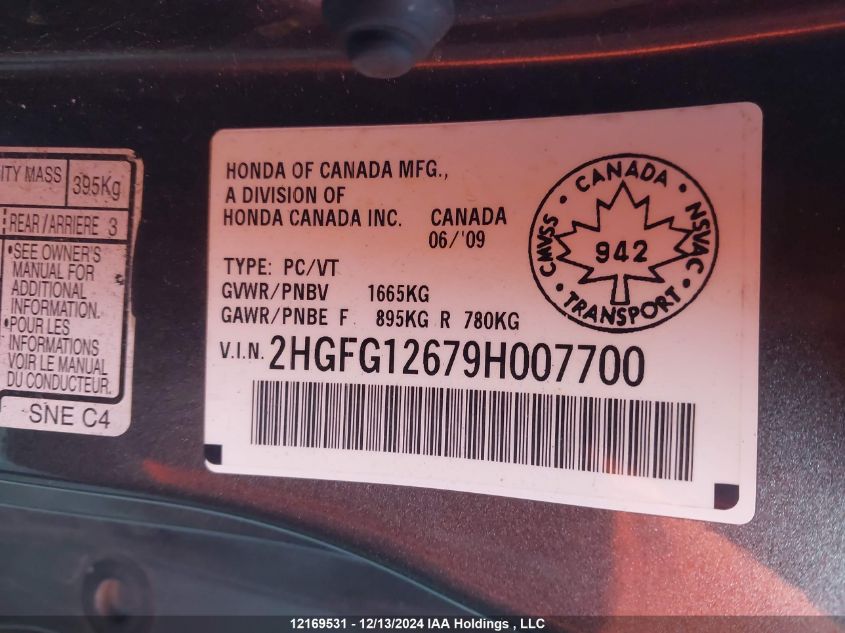 ITY MASS 395Kg
REAR/ARRIERE 3
•SEE OWNER'S
MANUAL FOR
ADDITIONAL
INFORMATION.
•POUR LES
INFORMATIONS
VOIR LE MANUAL
DU CONDUCTEUR.
SNE C4
HONDA OF CANADA MFG.,
A DIVISION OF
HONDA CANADA INC. CANADA
06/'09
TYPE: PC/VT
GVWR/PNBV 1665KG
GAWR/PNBE F 895KG R 780KG
V.I.N. 2HGFG12679H007700
CMVSS • CANADA • NSVAC
942
• TRANSPORT •
12169531 - 12/13/2024 IAA Holdings , LLC